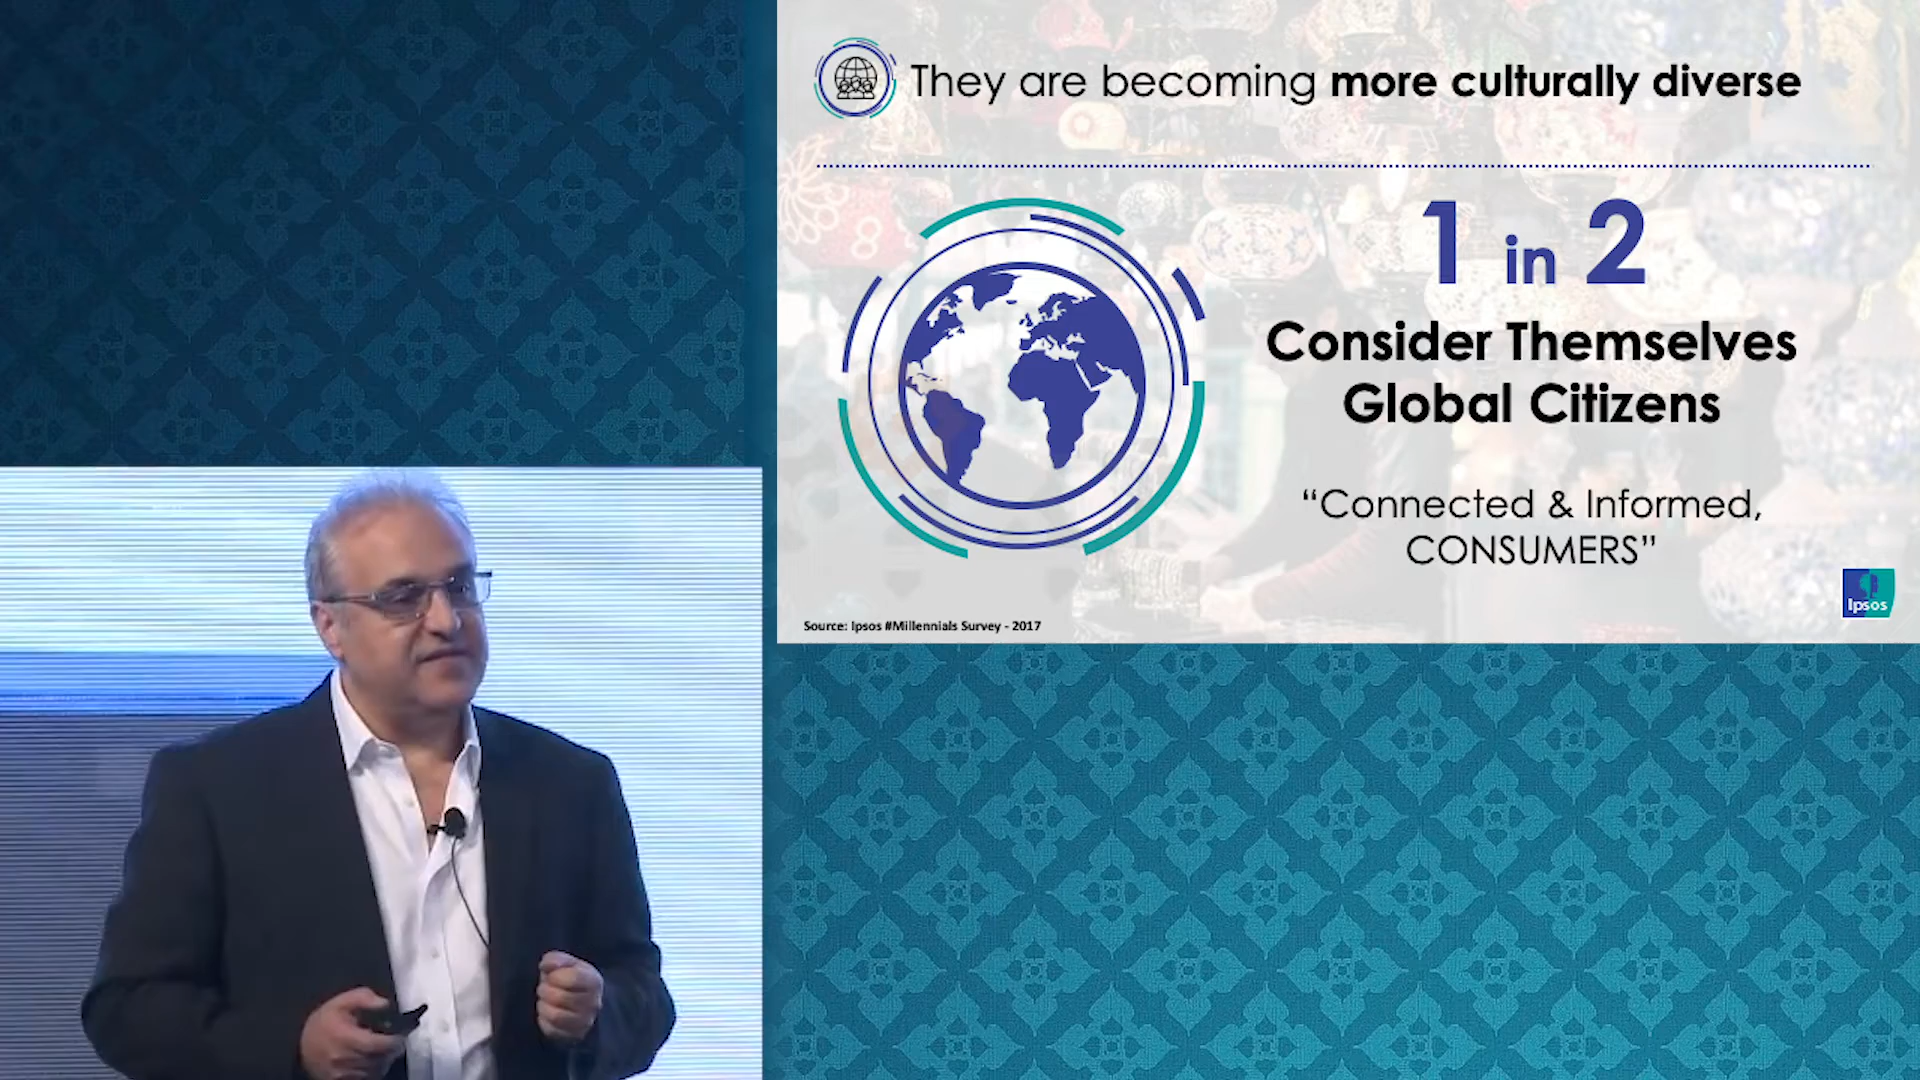 They are becoming more culturally diverse
1 in 2
Consider Themselves
Global Citizens
“Connected & Informed,
CONSUMERS”
Ipsos
Source: Ipsos #Millennials Survey - 2017